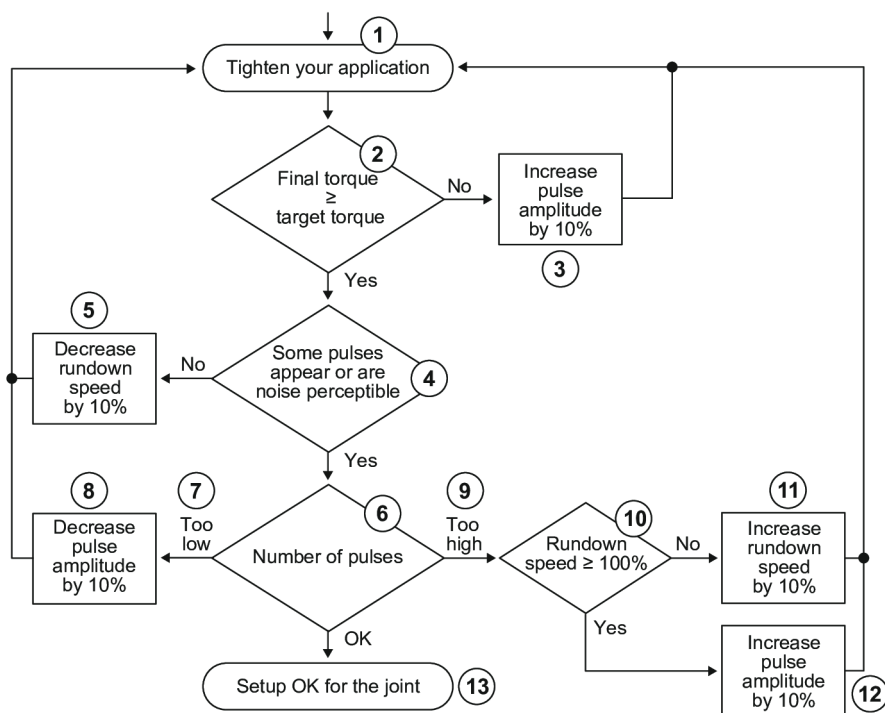 1
Tighten your application
2
Final torque
≥
target torque
No
Increase
pulse
amplitude
by 10%
3
Yes
5
Decrease
rundown
speed
by 10%
No
Some pulses
appear or are
noise perceptible
4
Yes
8
Decrease
pulse
amplitude
by 10%
7
Too
low
6
Number of pulses
9
Too
high
10
Rundown
speed ≥ 100%
No
11
Increase
rundown
speed
by 10%
Yes
Increase
pulse
amplitude
by 10%
12
OK
Setup OK for the joint
13